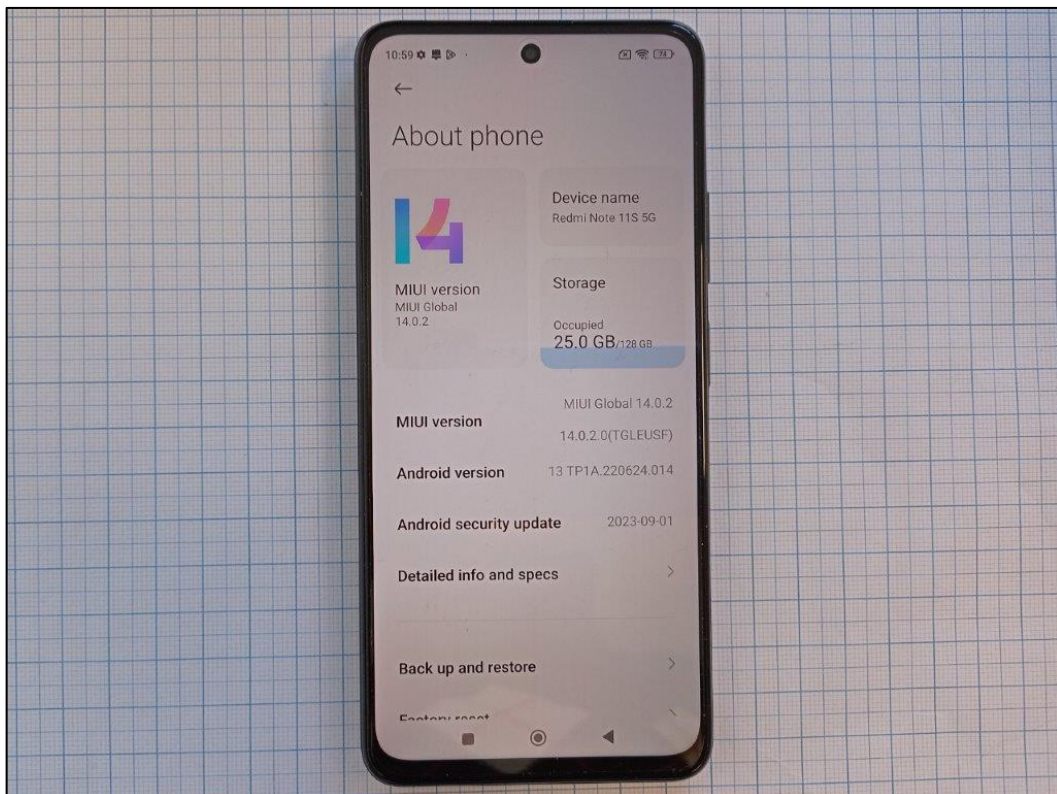 10:59
74
About phone
14
MIUI version
MIUI Global
14.0.2
Device name
Redmi Note 11S 5G
Storage
Occupied
25.0 GB/128 GB
MIUI version
MIUI Global 14.0.2
14.0.2.0(TGLEUSF)
Android version
13 TP1A.220624.014
Android security update
2023-09-01
Detailed info and specs
Back up and restore
Factory reset